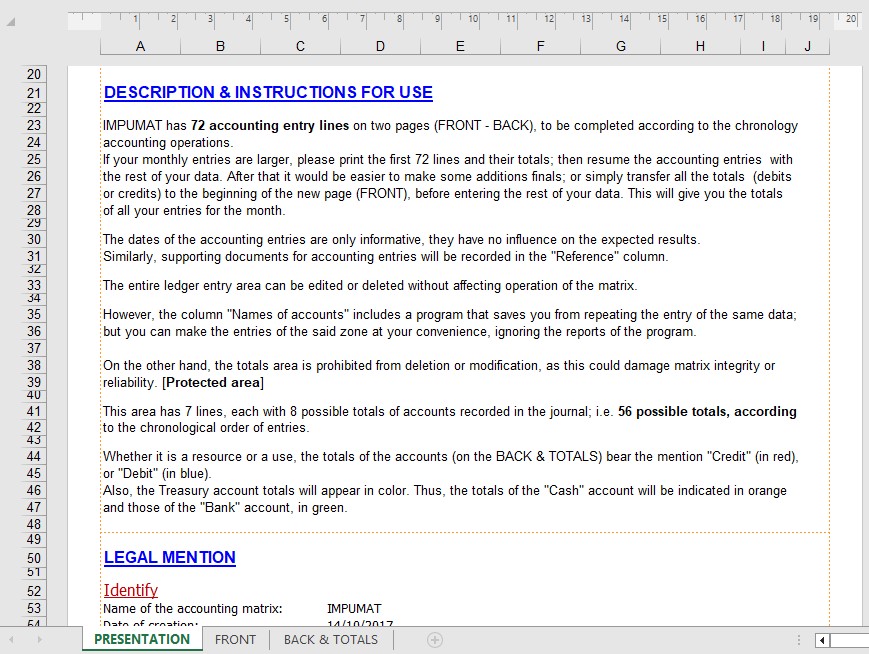 1 2 3 4 5 6 7 8 9 10 11 12 13 14 15 16 17 18 19 20
A B C D E F G H I J
20
21 DESCRIPTION & INSTRUCTIONS FOR USE
22
23 IMPUMAT has 72 accounting entry lines on two pages (FRONT - BACK), to be completed according to the chronology
24 accounting operations.
25 If your monthly entries are larger, please print the first 72 lines and their totals; then resume the accounting entries with
26 the rest of your data. After that it would be easier to make some additions finals; or simply transfer all the totals (debits
27 or credits) to the beginning of the new page (FRONT), before entering the rest of your data. This will give you the totals
28 of all your entries for the month.
29
30 The dates of the accounting entries are only informative, they have no influence on the expected results.
31 Similarly, supporting documents for accounting entries will be recorded in the "Reference" column.
32
33 The entire ledger entry area can be edited or deleted without affecting operation of the matrix.
34
35 However, the column "Names of accounts" includes a program that saves you from repeating the entry of the same data;
36 but you can make the entries of the said zone at your convenience, ignoring the reports of the program.
37
38 On the other hand, the totals area is prohibited from deletion or modification, as this could damage matrix integrity or
39 reliability. [Protected area]
40
41 This area has 7 lines, each with 8 possible totals of accounts recorded in the journal; i.e. 56 possible totals, according
42 to the chronological order of entries.
43
44 Whether it is a resource or a use, the totals of the accounts (on the BACK & TOTALS) bear the mention "Credit" (in red),
45 or "Debit" (in blue).
46 Also, the Treasury account totals will appear in color. Thus, the totals of the "Cash" account will be indicated in orange
47 and those of the "Bank" account, in green.
48
49
50 LEGAL MENTION
51
52 Identify
53 Name of the accounting matrix: IMPUMAT
54 Date of creation: 14/10/2017
PRESENTATION FRONT BACK & TOTALS